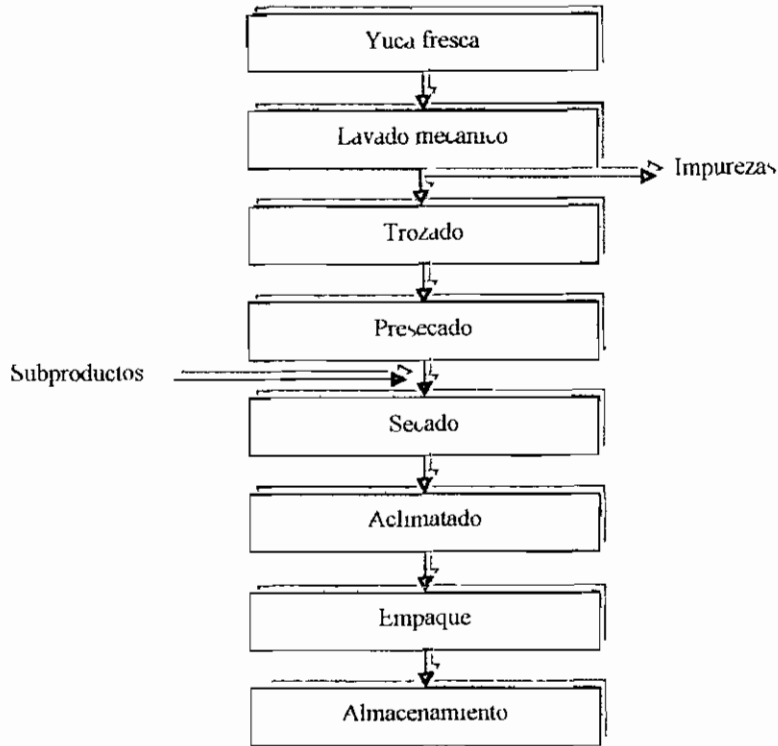 Yuca fresca
Lavado mecanico
Impurezas
Trozado
Presecado
Subproductos
Secado
Aclimatado
Empaque
Almacenamiento